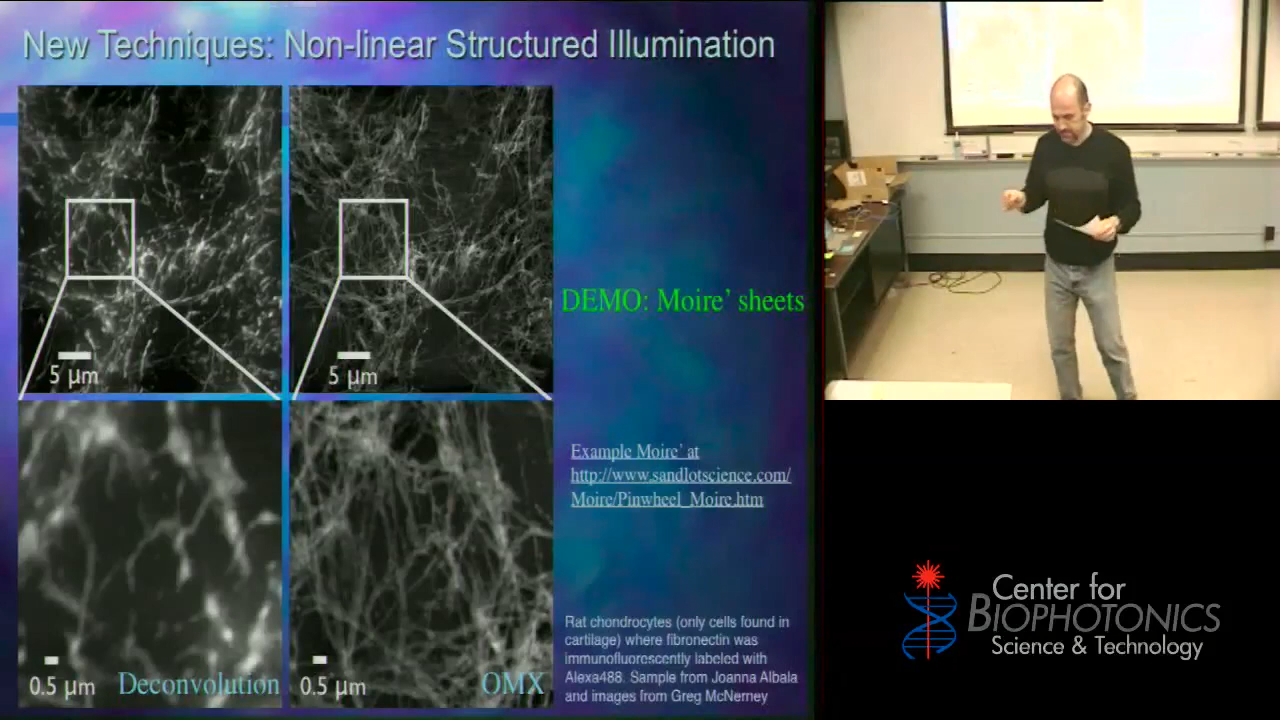 New Techniques: Non-linear Structured Illumination
5 μm
5 μm
DEMO: Moire’ sheets
Example Moire’ at
http://www.sandlotscience.com/
Moire/Pinwheel_Moire.htm
0.5 μm
Deconvolution
0.5 μm
OMX
Rat chondrocytes (only cells found in
cartilage) where fibronectin was
immunofluorescently labeled with
Alexa488. Sample from Joanna Albala
and images from Greg McNerney
Center for
BIOPHOTONICS
Science & Technology